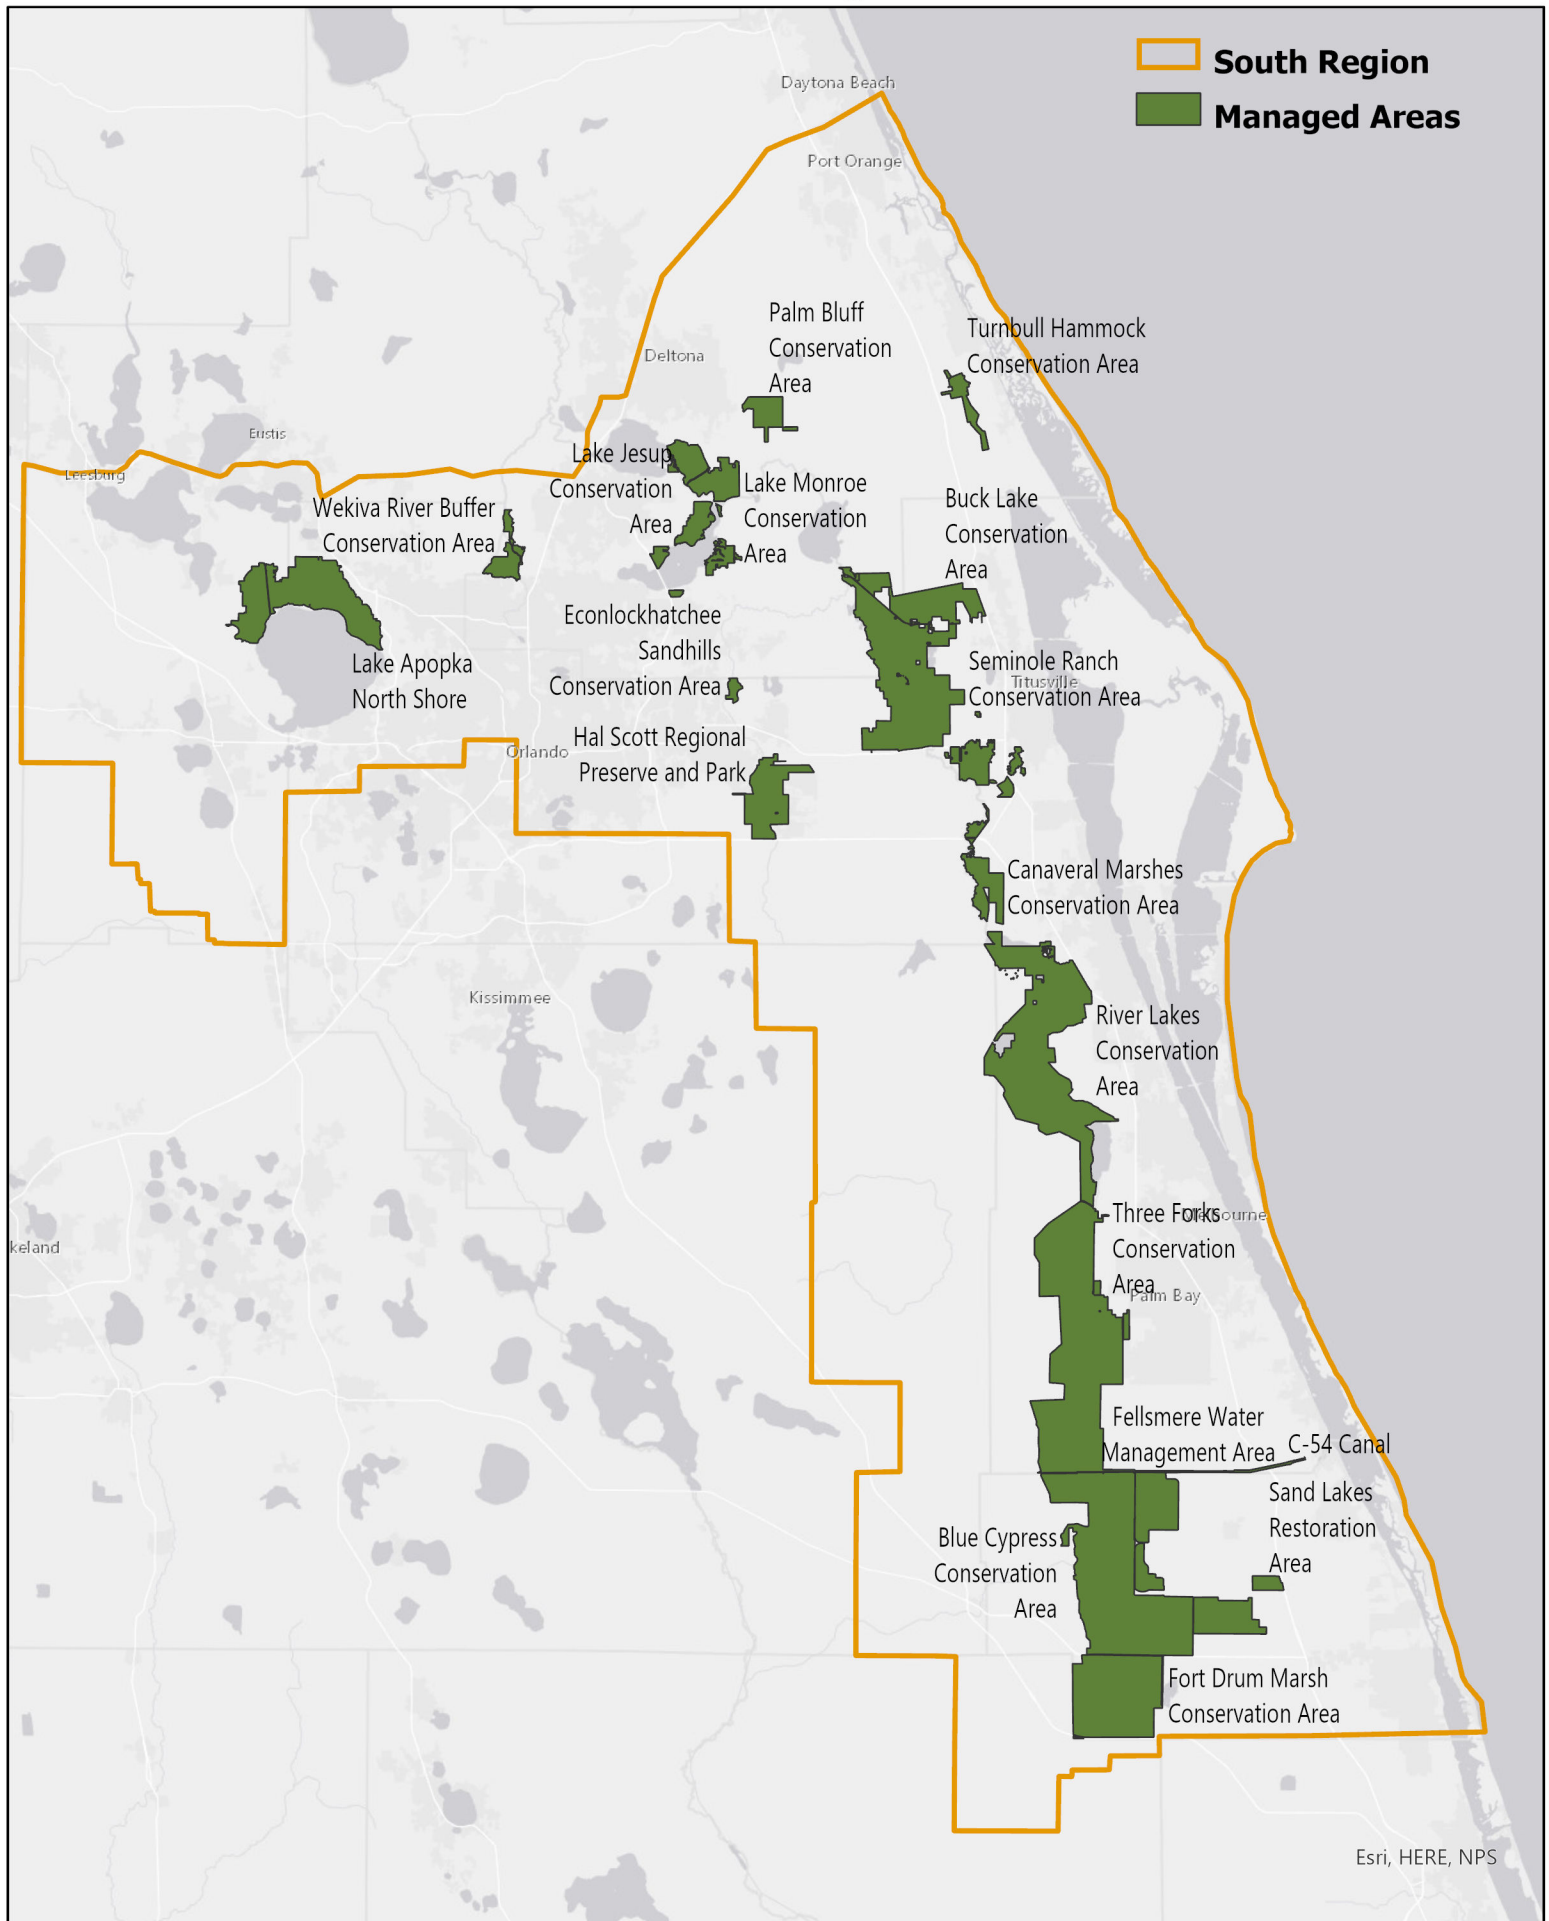 South Region
Managed Areas
Daytona Beach
Port Orange
Palm Bluff
Conservation
Area
Turnbull Hammock
Conservation Area
Deltona
Eustis
Leesburg
Lake Jesup
Conservation
Area
Lake Monroe
Conservation
Area
Wekiva River Buffer
Conservation Area
Buck Lake
Conservation
Area
Econlockhatchee
Sandhills
Conservation Area
Lake Apopka
North Shore
Seminole Ranch
Conservation Area
Titusville
Hal Scott Regional
Preserve and Park
Orlando
Canaveral Marshes
Conservation Area
Kissimmee
River Lakes
Conservation
Area
Three Forks
Conservation
Area
Melbourne
keland
Palm Bay
Fellsmere Water
Management Area
C-54 Canal
Sand Lakes
Restoration
Area
Blue Cypress
Conservation
Area
Fort Drum Marsh
Conservation Area
Esri, HERE, NPS